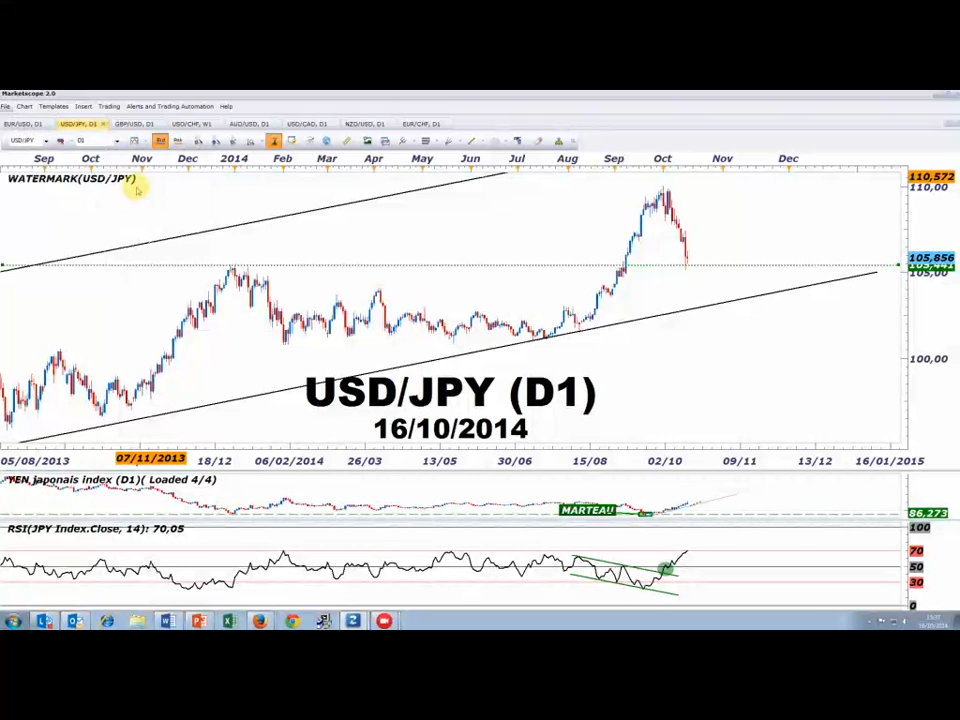 Marketscope 2.0
File Chart Templates Insert Trading Alerts and Trading Automation Help
EUR/USD, D1 USD/JPY, D1 GBP/USD, D1 USD/CHF, W1 AUD/USD, D1 USD/CAD, D1 NZD/USD, D1 EUR/CHF, D1
USD/JPY D1
Sep Oct Nov Dec 2014 Feb Mar Apr May Jun Jul Aug Sep Oct Nov Dec
WATERMARK(USD/JPY)
110,572
110,00
105,856
105,00
100,00
USD/JPY (D1)
16/10/2014
05/08/2013 07/11/2013 18/12 06/02/2014 26/03 13/05 30/06 15/08 02/10 09/11 13/12 16/01/2015
YEN japonais index (D1)( Loaded 4/4)
MARTEAU
86,273
RSI(JPY Index.Close, 14): 70,05
100
70
50
30
0